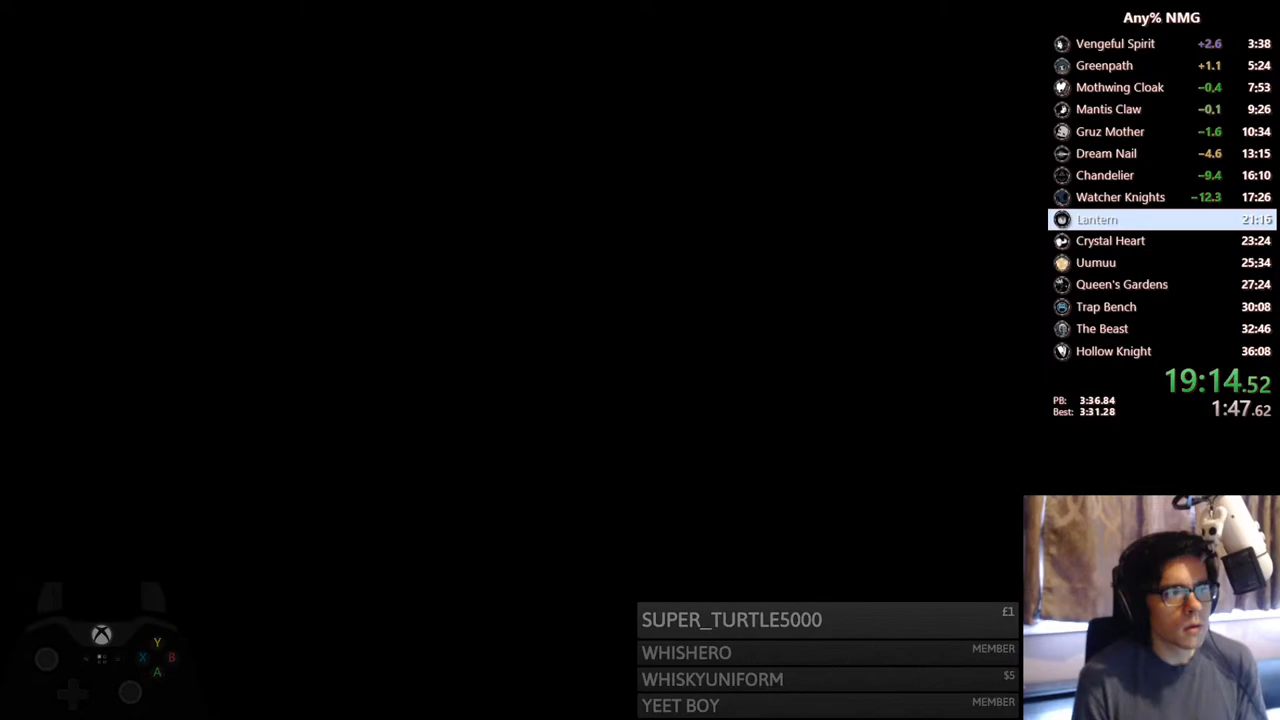 Any% NMG
Vengeful Spirit +2.6 3:38
Greenpath +1.1 5:24
Mothwing Cloak −0.4 7:53
Mantis Claw −0.1 9:26
Gruz Mother −1.6 10:34
Dream Nail −4.6 13:15
Chandelier −9.4 16:10
Watcher Knights −12.3 17:26
Lantern 21:16
Crystal Heart 23:24
Uumuu 25:34
Queen's Gardens 27:24
Trap Bench 30:08
The Beast 32:46
Hollow Knight 36:08
19:14.52
PB: 3:36.84
Best: 3:31.28
1:47.62
SUPER_TURTLE5000 £1
WHISHERO MEMBER
WHISKYUNIFORM $5
YEET BOY MEMBER
Y
X B
A